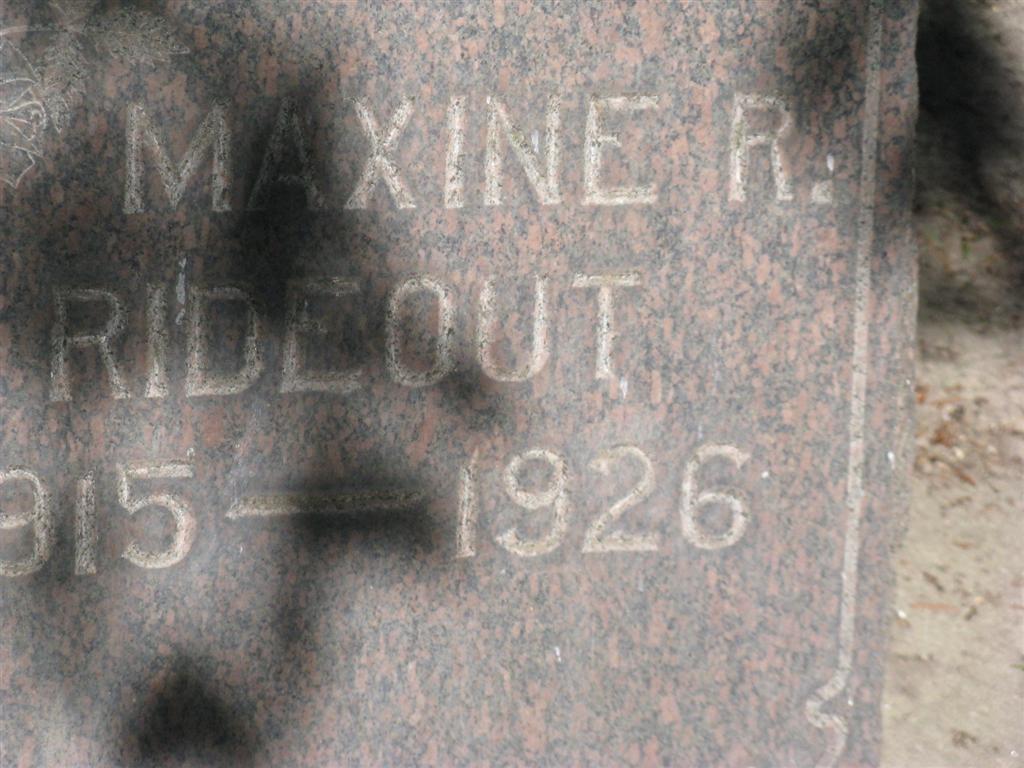 MAXINE R.
RIDEOUT
915 — 1926